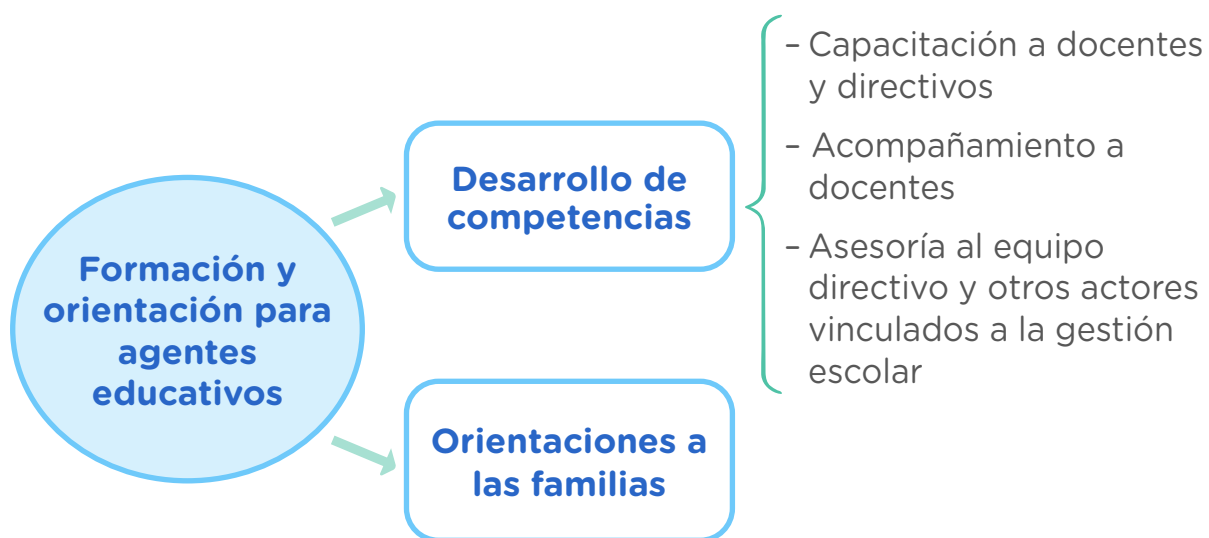 Formación y
orientación para
agentes
educativos
Desarrollo de
competencias
– Capacitación a docentes
y directivos
– Acompañamiento a
docentes
– Asesoría al equipo
directivo y otros actores
vinculados a la gestión
escolar
Orientaciones a
las familias